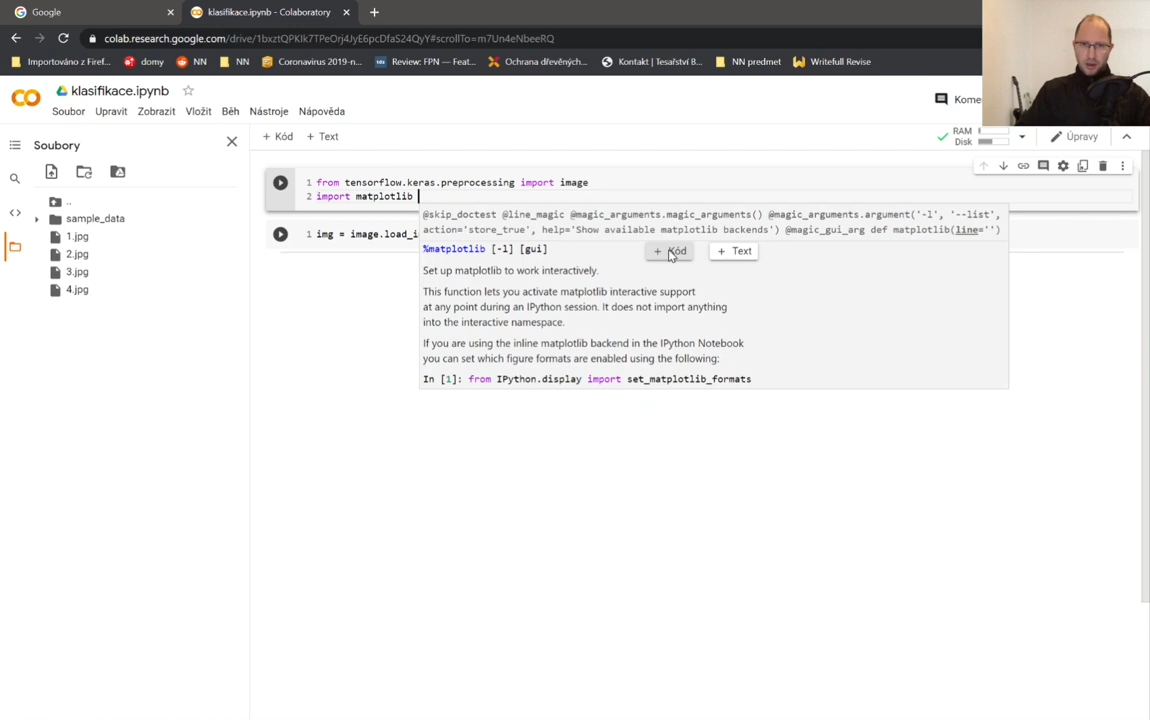 Google
klasifikace.ipynb - Colaboratory
colab.research.google.com/drive/1bxztQPKIk7TPeOrj4JyE6pcDfaS24QyY#scrollTo=m7Un4eNbeeRQ
Importováno z Firef...
domy
NN
NN
Coronavirus 2019-n...
Review: FPN — Feat...
Ochrana dřevěných...
Kontakt | Tesařství B...
NN predmet
Writefull Revise
klasifikace.ipynb
Kome
Soubor Upravit Zobrazit Vložit Běh Nástroje Nápověda
Soubory
+ Kód + Text
RAM
Disk
Úpravy
..
sample_data
1.jpg
2.jpg
3.jpg
4.jpg
1 from tensorflow.keras.preprocessing import image
2 import matplotlib
@skip_doctest @line_magic @magic_arguments.magic_arguments() @magic_arguments.argument('-l', '--list',
action='store_true', help='Show available matplotlib backends') @magic_gui_arg def matplotlib(line='')
1 img = image.load_i
%matplotlib [-l] [gui]
+ Kód + Text
Set up matplotlib to work interactively.
This function lets you activate matplotlib interactive support
at any point during an IPython session. It does not import anything
into the interactive namespace.
If you are using the inline matplotlib backend in the IPython Notebook
you can set which figure formats are enabled using the following:
In [1]: from IPython.display import set_matplotlib_formats